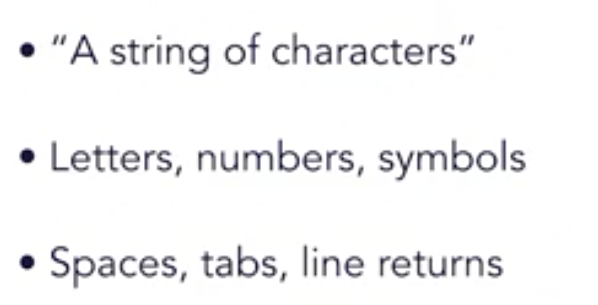 • “A string of characters”
• Letters, numbers, symbols
• Spaces, tabs, line returns